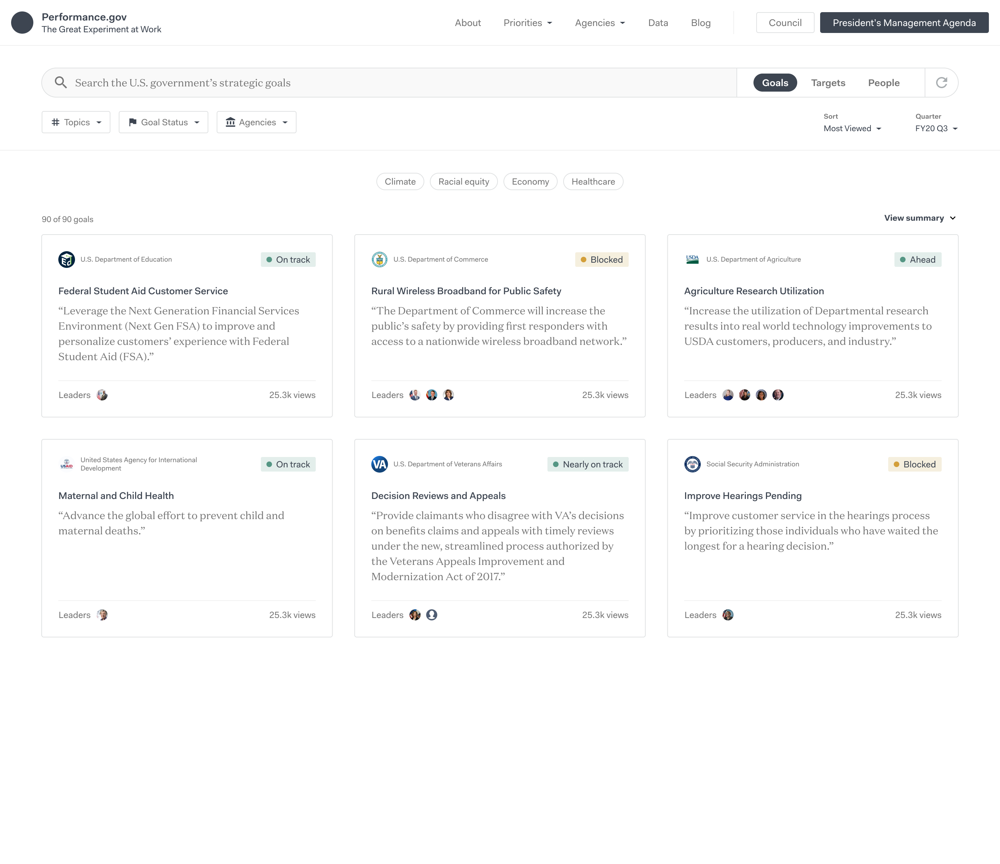 Performance.gov
The Great Experiment at Work
About
Priorities
Agencies
Data
Blog
Council
President’s Management Agenda
Search the U.S. government’s strategic goals
Goals
Targets
People
Topics
Goal Status
Agencies
Sort
Most Viewed
Quarter
FY20 Q3
Climate
Racial equity
Economy
Healthcare
90 of 90 goals
View summary
Ed
U.S. Department of Education
On track
Federal Student Aid Customer Service
“Leverage the Next Generation Financial Services
Environment (Next Gen FSA) to improve and
personalize customers’ experience with Federal
Student Aid (FSA).”
Leaders
25.3k views
U.S. Department of Commerce
Blocked
Rural Wireless Broadband for Public Safety
“The Department of Commerce will increase the
public’s safety by providing first responders with
access to a nationwide wireless broadband network.”
Leaders
25.3k views
USDA
U.S. Department of Agriculture
Ahead
Agriculture Research Utilization
“Increase the utilization of Departmental research
results into real world technology improvements to
USDA customers, producers, and industry.”
Leaders
25.3k views
USAID
United States Agency for International
Development
On track
Maternal and Child Health
“Advance the global effort to prevent child and
maternal deaths.”
Leaders
25.3k views
VA
U.S. Department of Veterans Affairs
Nearly on track
Decision Reviews and Appeals
“Provide claimants who disagree with VA’s decisions
on benefits claims and appeals with timely reviews
under the new, streamlined process authorized by
the Veterans Appeals Improvement and
Modernization Act of 2017.”
Leaders
25.3k views
Social Security Administration
Blocked
Improve Hearings Pending
“Improve customer service in the hearings process
by prioritizing those individuals who have waited the
longest for a hearing decision.”
Leaders
25.3k views